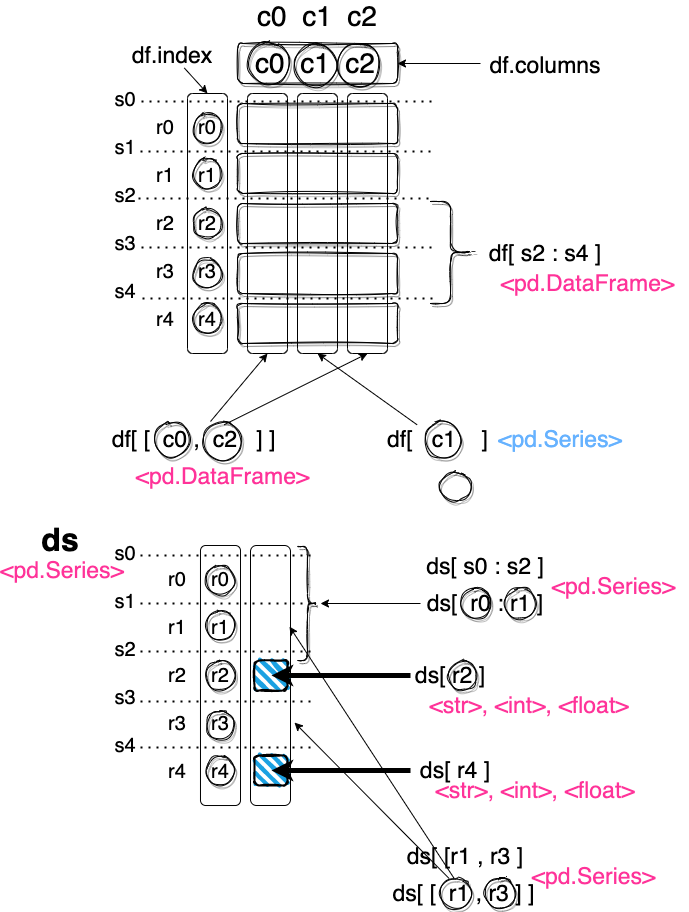 c0 c1 c2
df.index
c0 c1 c2
df.columns
s0
r0 r0
s1
r1 r1
s2
r2 r2
s3
df[ s2 : s4 ]
r3 r3
<pd.DataFrame>
s4
r4 r4
df[ [ c0 , c2 ] ]
df[ c1 ] <pd.Series>
<pd.DataFrame>
ds
s0
<pd.Series>
r0 r0
ds[ s0 : s2 ]
<pd.Series>
s1
ds[ r0 : r1 ]
r1 r1
s2
r2 r2
ds[ r2 ]
s3
<str>, <int>, <float>
r3 r3
s4
r4 r4
ds[ r4 ]
<str>, <int>, <float>
ds[ [r1 , r3 ]
<pd.Series>
ds[ [ r1 , r3 ] ]